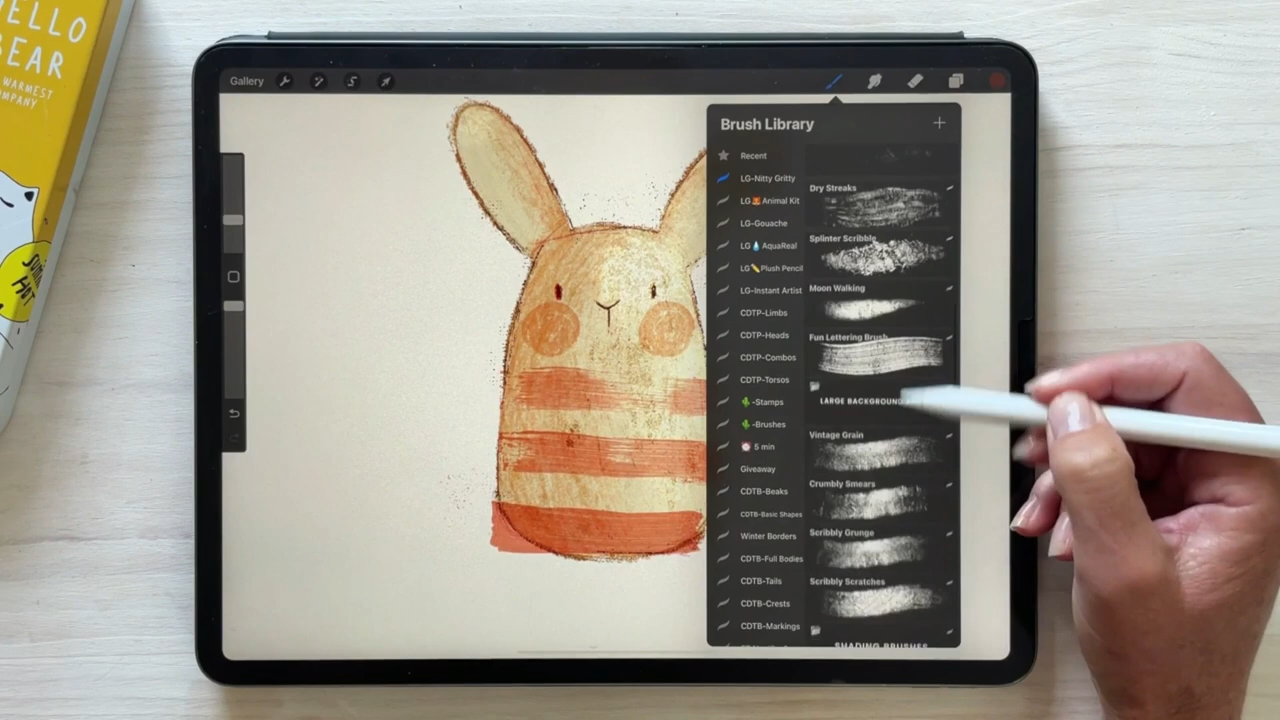 ELLO
BEAR
WARMEST
MPANY
HOT
Gallery
Brush Library
Recent
LG-Nitty Gritty
LG🦊Animal Kit
LG-Gouache
LG💧AquaReal
LG✏️Plush Pencil
LG-Instant Artist
CDTP-Limbs
CDTP-Heads
CDTP-Combos
CDTP-Torsos
🌵-Stamps
🌵-Brushes
⏰ 5 min
Giveaway
CDTB-Beaks
CDTB-Basic Shapes
Winter Borders
CDTB-Full Bodies
CDTB-Tails
CDTB-Crests
CDTB-Markings
Dry Streaks
Splinter Scribble
Moon Walking
Fun Lettering Brush
LARGE BACKGROUND
Vintage Grain
Crumbly Smears
Scribbly Grunge
Scribbly Scratches
SHADING BRUSHES